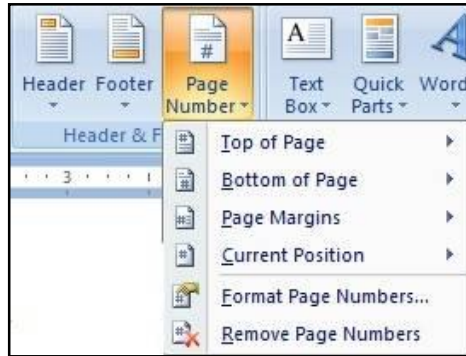 Header Footer Page Number Text Box Quick Parts Word
Header & F
3 1
Top of Page
Bottom of Page
Page Margins
Current Position
Format Page Numbers...
Remove Page Numbers